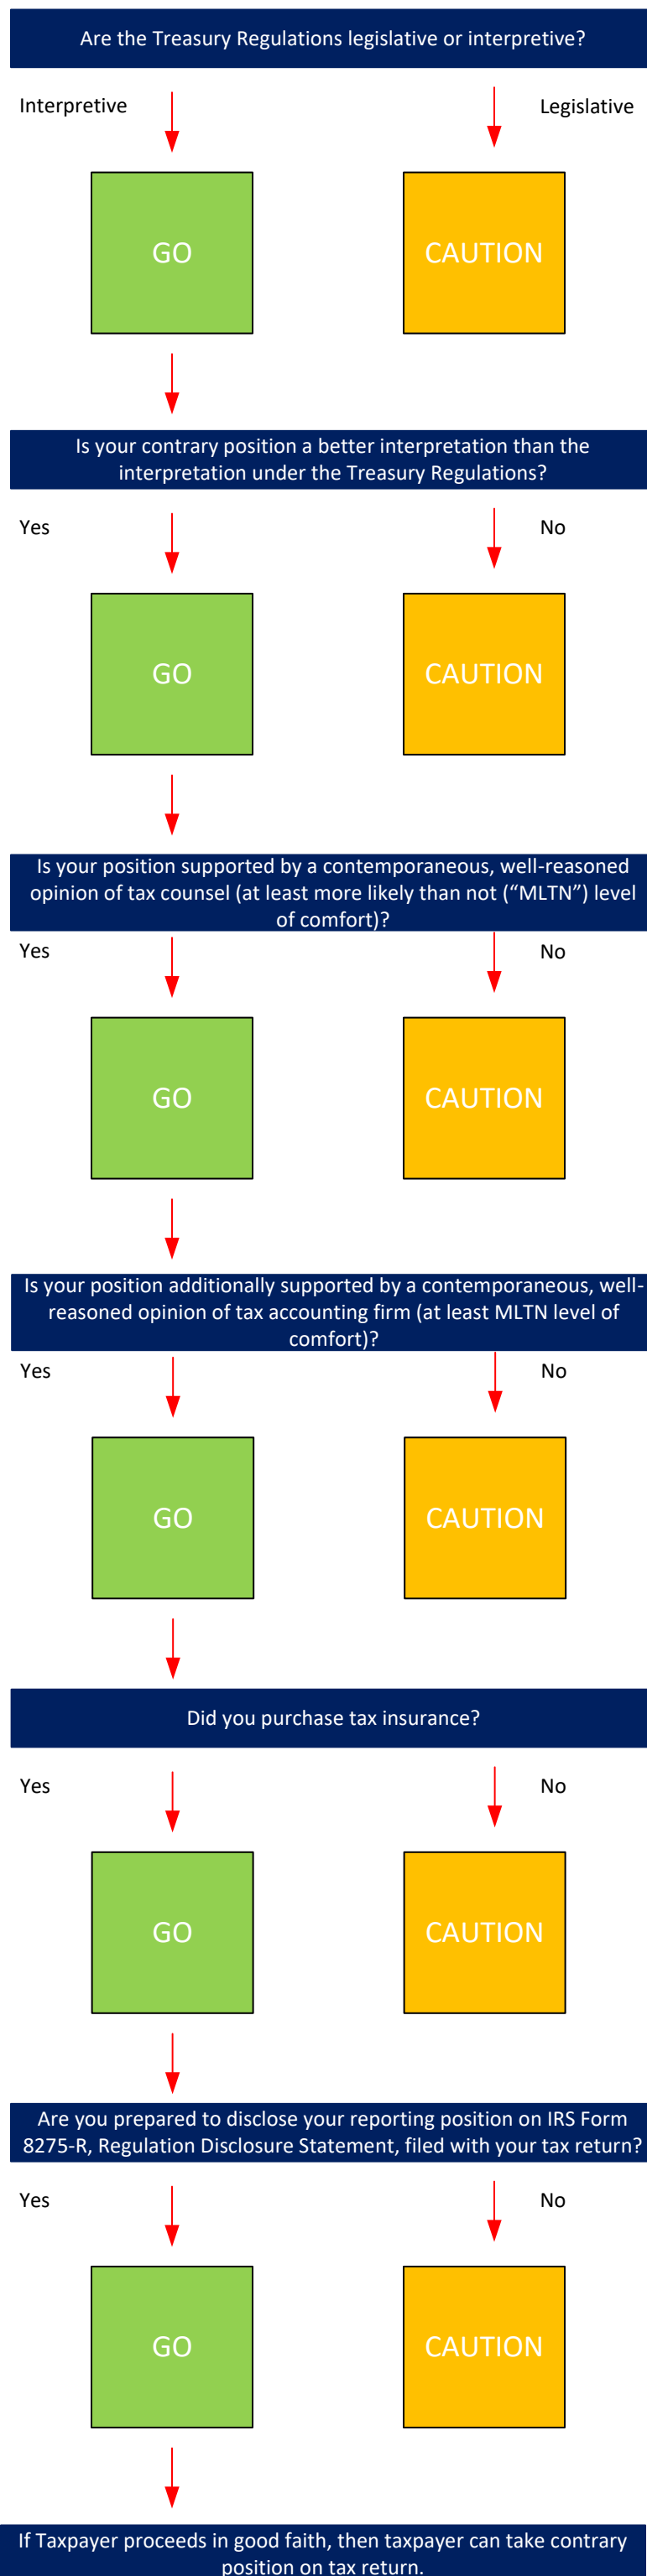 Are the Treasury Regulations legislative or interpretive?
Interpretive
Legislative
GO
CAUTION
Is your contrary position a better interpretation than the
interpretation under the Treasury Regulations?
Yes
No
GO
CAUTION
Is your position supported by a contemporaneous, well-reasoned
opinion of tax counsel (at least more likely than not (“MLTN”) level
of comfort)?
Yes
No
GO
CAUTION
Is your position additionally supported by a contemporaneous, well-
reasoned opinion of tax accounting firm (at least MLTN level of
comfort)?
Yes
No
GO
CAUTION
Did you purchase tax insurance?
Yes
No
GO
CAUTION
Are you prepared to disclose your reporting position on IRS Form
8275-R, Regulation Disclosure Statement, filed with your tax return?
Yes
No
GO
CAUTION
If Taxpayer proceeds in good faith, then taxpayer can take contrary
position on tax return.